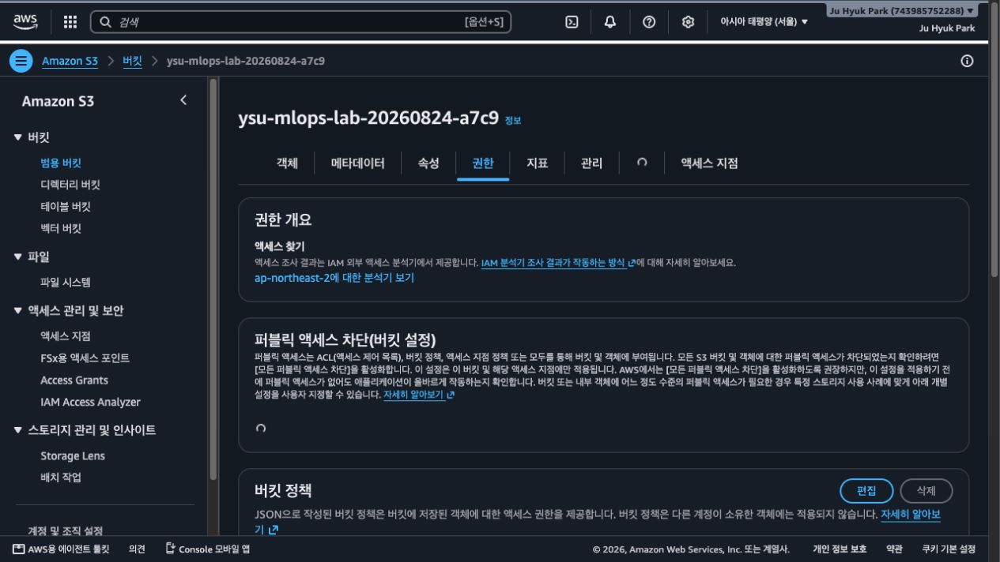 aws
검색
[옵션+S]
아시아 태평양 (서울) ▼
Ju Hyuk Park (743985752288) ▼
Ju Hyuk Park
Amazon S3 > 버킷 > ysu-mlops-lab-20260824-a7c9
Amazon S3
▼ 버킷
범용 버킷
디렉터리 버킷
테이블 버킷
벡터 버킷
▼ 파일
파일 시스템
▼ 액세스 관리 및 보안
액세스 지점
FSx용 액세스 포인트
Access Grants
IAM Access Analyzer
▼ 스토리지 관리 및 인사이트
Storage Lens
배치 작업
계정 및 조직 설정
ysu-mlops-lab-20260824-a7c9 정보
객체 메타데이터 속성 권한 지표 관리 액세스 지점
권한 개요
액세스 찾기
액세스 조사 결과는 IAM 외부 액세스 분석기에서 제공합니다. IAM 분석기 조사 결과가 작동하는 방식에 대해 자세히 알아보세요.
ap-northeast-2에 대한 분석기 보기
퍼블릭 액세스 차단(버킷 설정)
퍼블릭 액세스는 ACL(액세스 제어 목록), 버킷 정책, 액세스 지점 정책 또는 모두를 통해 버킷 및 객체에 부여됩니다. 모든 S3 버킷 및 객체에 대한 퍼블릭 액세스가 차단되었는지 확인하려면
[모든 퍼블릭 액세스 차단]을 활성화합니다. 이 설정은 이 버킷 및 해당 액세스 지점에만 적용됩니다. AWS에서는 [모든 퍼블릭 액세스 차단]을 활성화하도록 권장하지만, 이 설정을 적용하기 전
에 퍼블릭 액세스가 없어도 애플리케이션이 올바르게 작동하는지 확인합니다. 버킷 또는 내부 객체에 어느 정도 수준의 퍼블릭 액세스가 필요한 경우 특정 스토리지 사용 사례에 맞게 아래 개별
설정을 사용자 지정할 수 있습니다. 자세히 알아보기
버킷 정책
편집
삭제
JSON으로 작성된 버킷 정책은 버킷에 저장된 객체에 대한 액세스 권한을 제공합니다. 버킷 정책은 다른 계정이 소유한 객체에는 적용되지 않습니다. 자세히 알아보
기
AWS용 에이전트 툴킷 의견 Console 모바일 앱
© 2026, Amazon Web Services, Inc. 또는 계열사. 개인 정보 보호 약관 쿠키 기본 설정